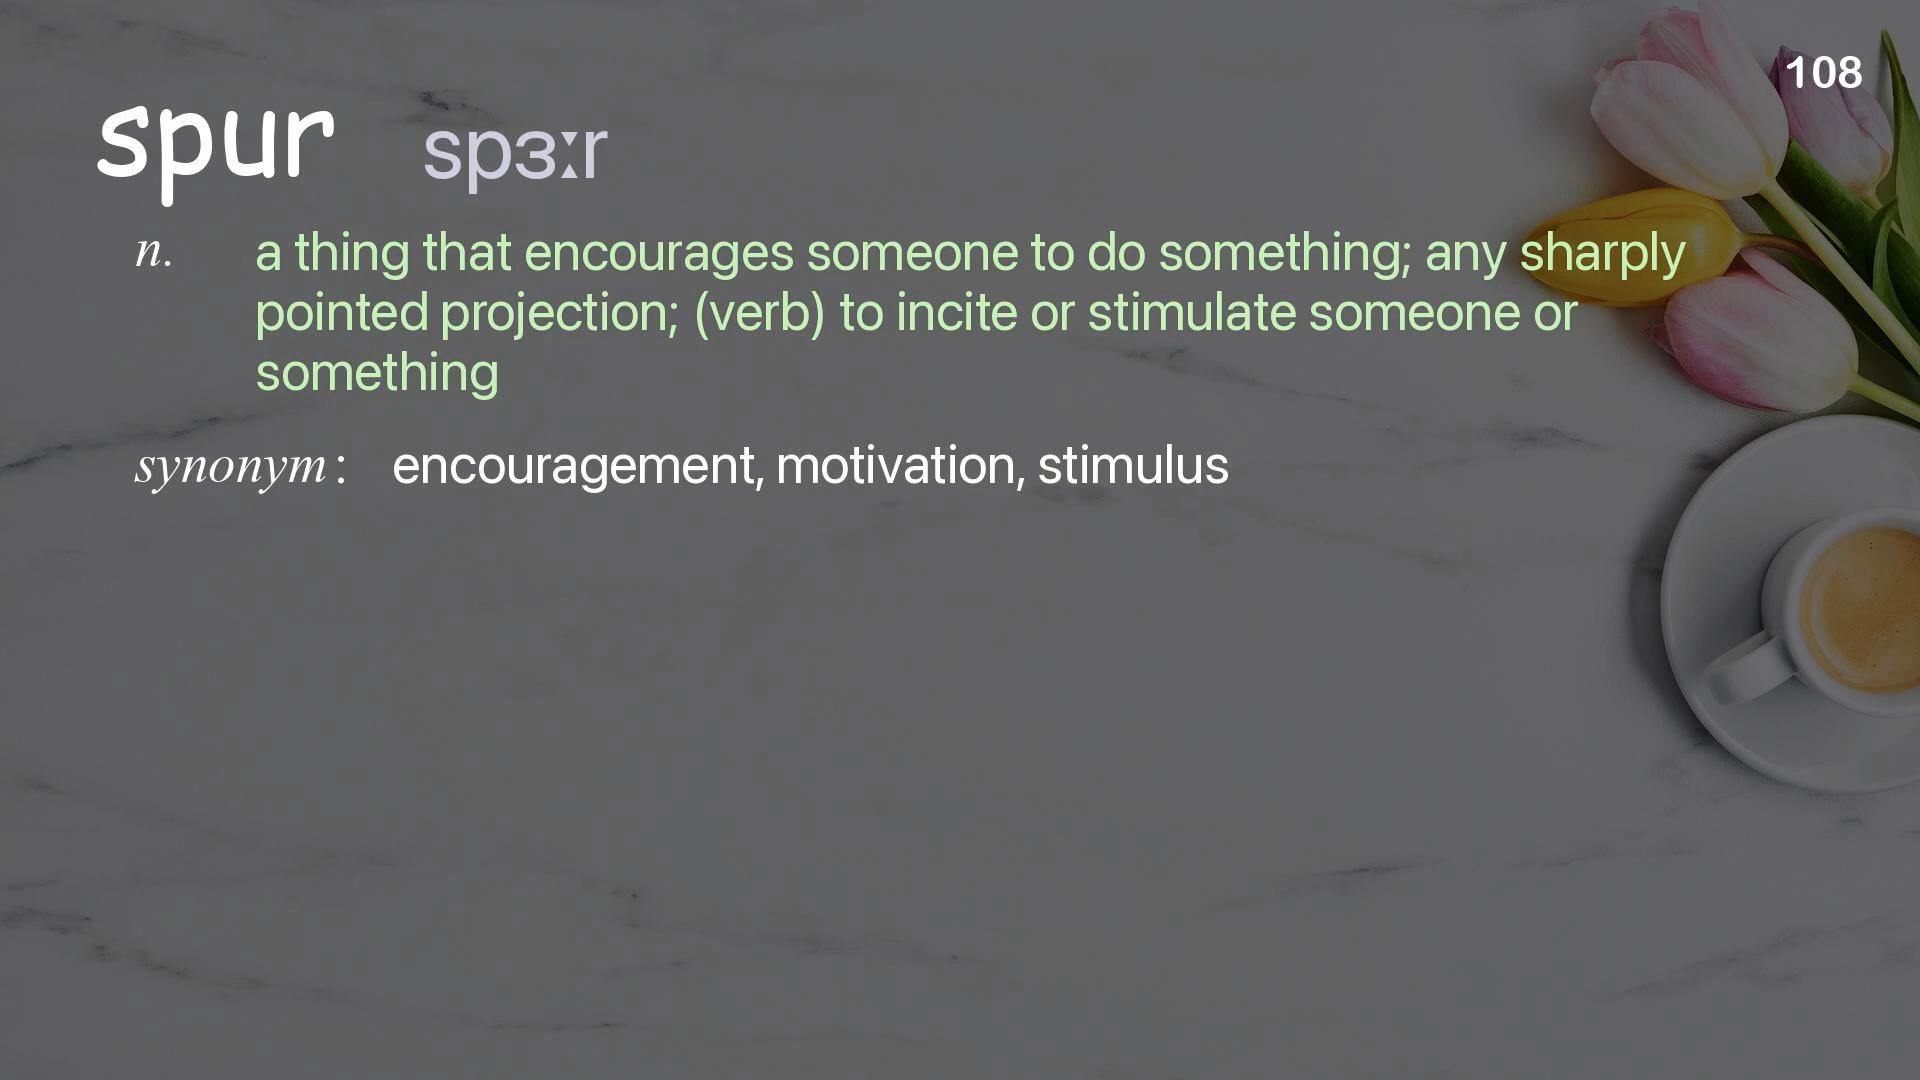 108
spur spɜːr
n. a thing that encourages someone to do something; any sharply
pointed projection; (verb) to incite or stimulate someone or
something
synonym : encouragement, motivation, stimulus